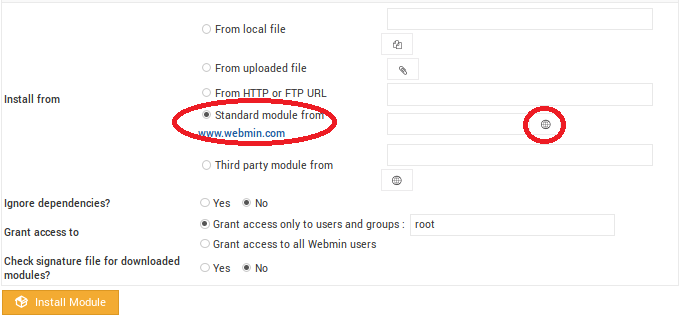 From local file
From uploaded file
From HTTP or FTP URL
Install from
Standard module from
www.webmin.com
Third party module from
Ignore dependencies?
Yes
No
Grant access to
Grant access only to users and groups :
root
Grant access to all Webmin users
Check signature file for downloaded
modules?
Yes
No
Install Module